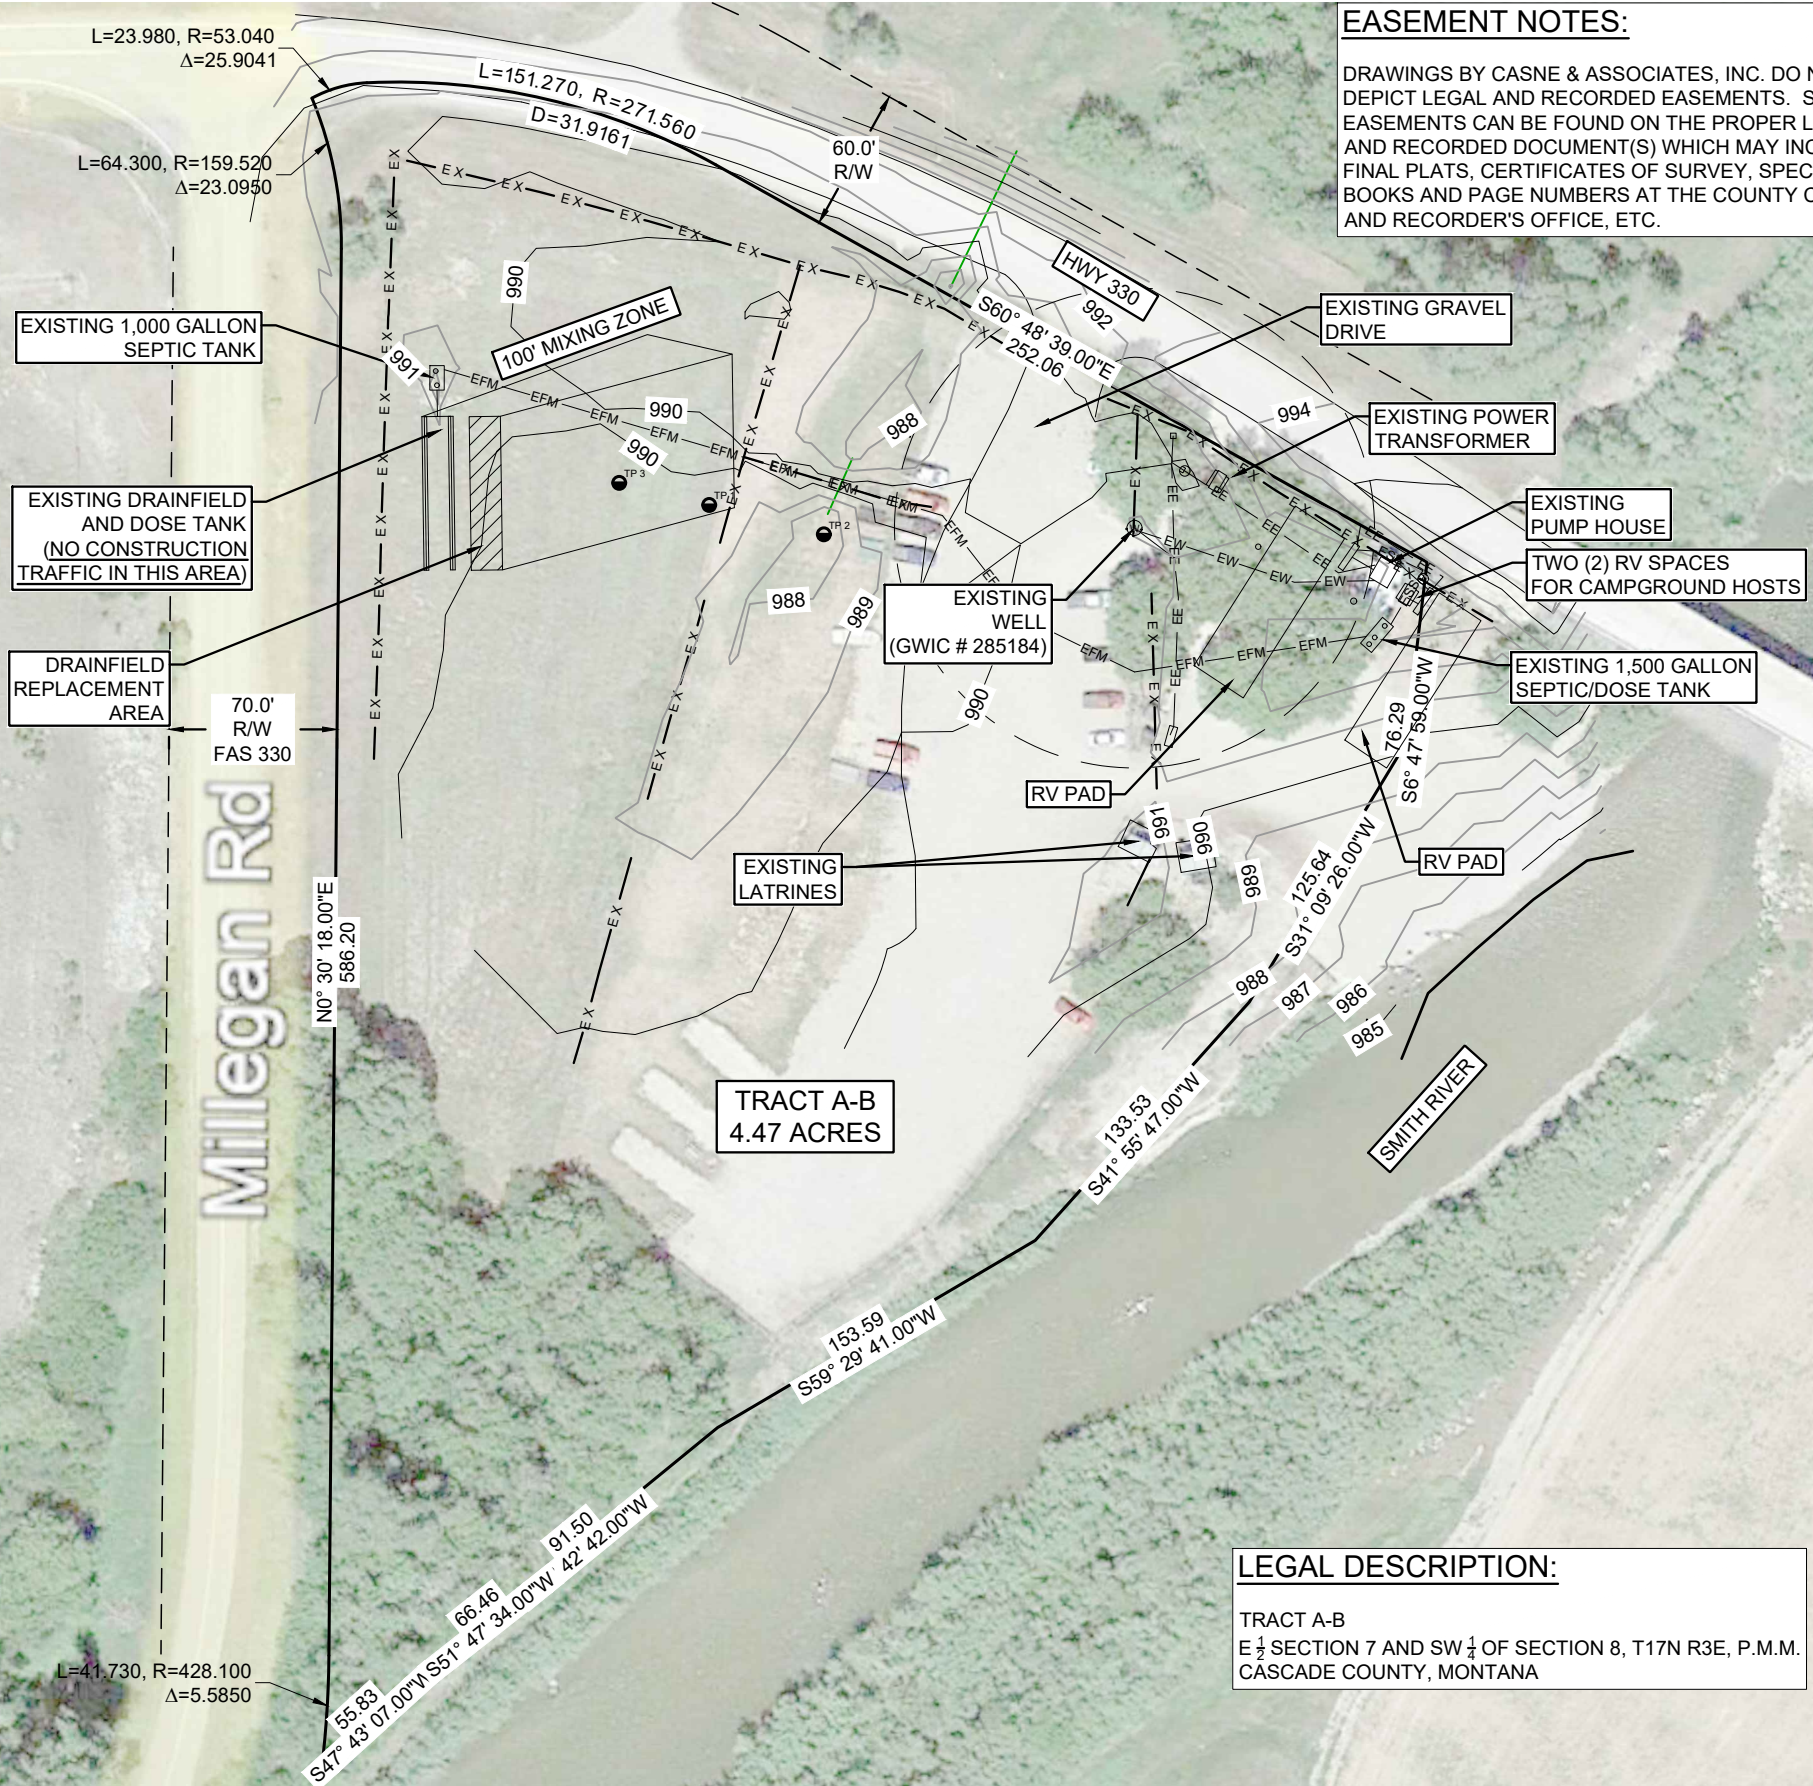 L=23.980, R=53.040
Δ=25.9041
L=151.270, R=271.560
D=31.9161
L=64.300, R=159.520
Δ=23.0950
60.0'
R/W
EASEMENT NOTES:
DRAWINGS BY CASNE & ASSOCIATES, INC. DO
DEPICT LEGAL AND RECORDED EASEMENTS.
EASEMENTS CAN BE FOUND ON THE PROPER
AND RECORDED DOCUMENT(S) WHICH MAY
FINAL PLATS, CERTIFICATES OF SURVEY,
BOOKS AND PAGE NUMBERS AT THE COUNTY
AND RECORDER'S OFFICE, ETC.
HWY 330
992
S60° 48' 39.00"E
252.06
990
100' MIXING ZONE
EXISTING 1,000 GALLON
SEPTIC TANK
991
EXISTING GRAVEL
DRIVE
990
990
988
994
EXISTING POWER
TRANSFORMER
TP 3
TP 1
TP 2
EXISTING DRAINFIELD
AND DOSE TANK
(NO CONSTRUCTION
TRAFFIC IN THIS AREA)
EXISTING
PUMP HOUSE
TWO (2) RV SPACES
FOR CAMPGROUND HOSTS
988
989
EXISTING
WELL
(GWIC # 285184)
DRAINFIELD
REPLACEMENT
AREA
EXISTING 1,500 GALLON
SEPTIC/DOSE TANK
70.0'
R/W
FAS 330
990
76.29
S6° 47' 59.00"W
RV PAD
RV PAD
991
990
989
EXISTING
LATRINES
Millegan Rd
N0° 30' 18.00"E
586.20
125.64
S31° 09' 26.00"W
988
987
986
985
TRACT A-B
4.47 ACRES
133.53
S41° 55' 47.00"W
SMITH RIVER
153.59
S59° 29' 41.00"W
91.50
42' 42.00"W
66.46
S51° 47' 34.00"W
55.83
S47° 43' 07.00"W
L=41.730, R=428.100
Δ=5.5850
LEGAL DESCRIPTION:
TRACT A-B
E 1/2 SECTION 7 AND SW 1/4 OF SECTION 8, T17N R3E, P.M.M.
CASCADE COUNTY, MONTANA
EX
EFM
EE
EW